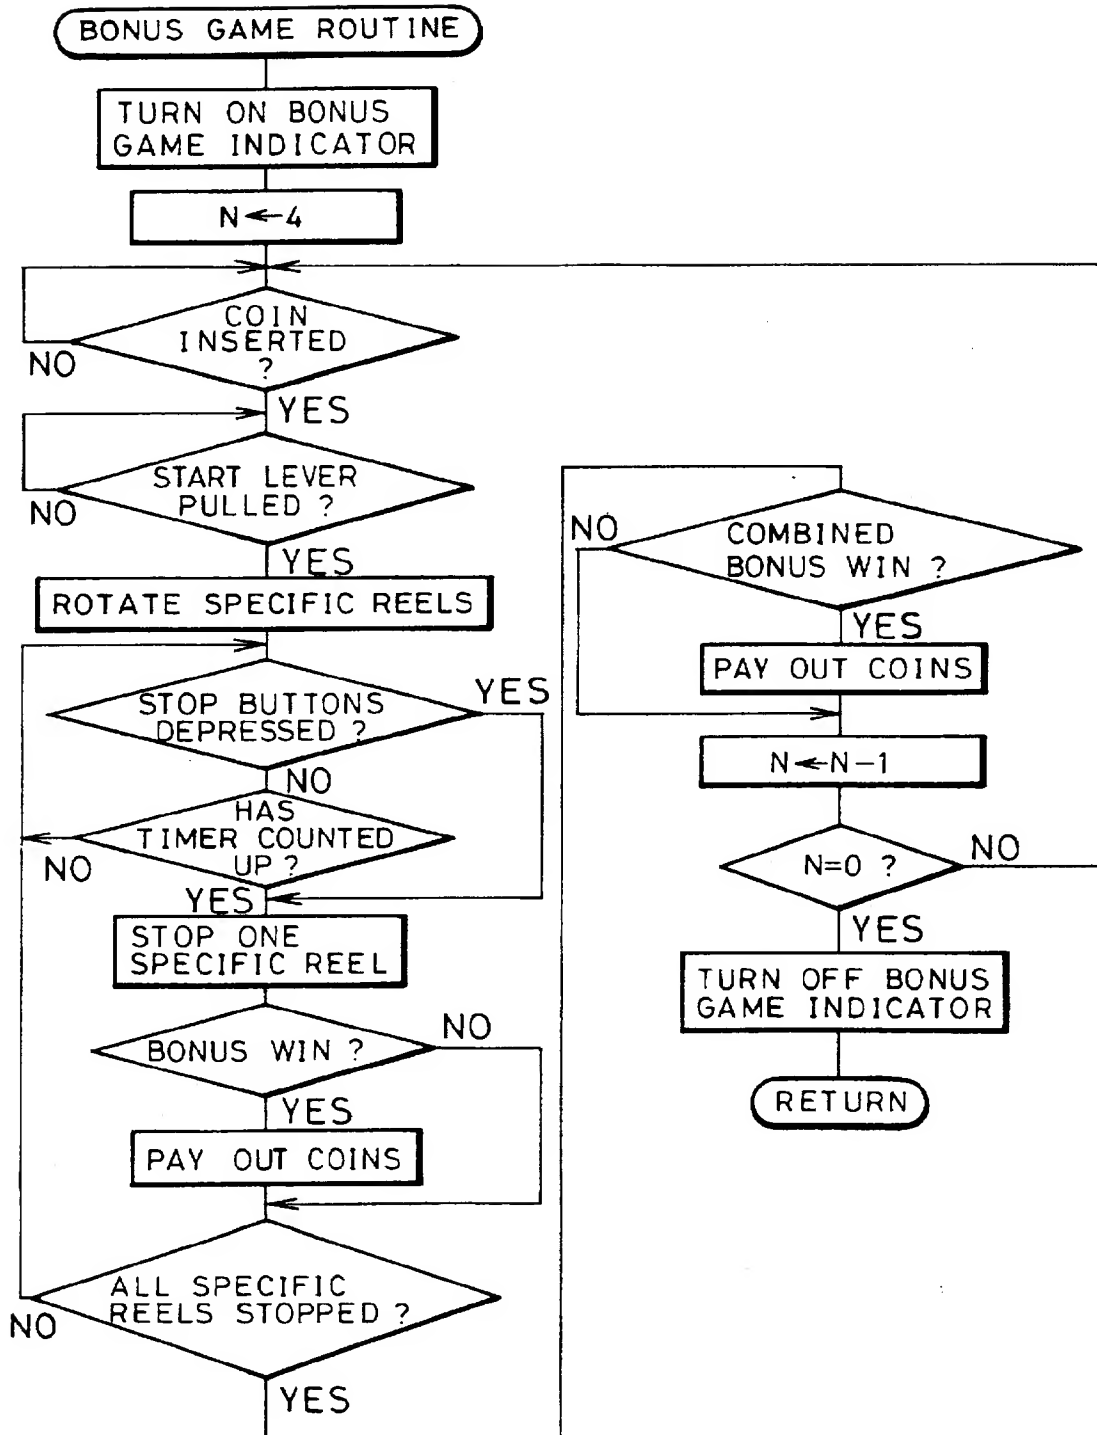 BONUS GAME ROUTINE
TURN ON BONUS
GAME INDICATOR
N←4
COIN
INSERTED
?
NO
YES
START LEVER
PULLED ?
NO
YES
ROTATE SPECIFIC REELS
STOP BUTTONS
DEPRESSED ?
YES
NO
HAS
TIMER COUNTED
UP ?
NO
YES
STOP ONE
SPECIFIC REEL
BONUS WIN ?
NO
YES
PAY OUT COINS
ALL SPECIFIC
REELS STOPPED ?
NO
YES
COMBINED
BONUS WIN ?
NO
YES
PAY OUT COINS
N←N-1
N=0 ?
NO
YES
TURN OFF BONUS
GAME INDICATOR
RETURN